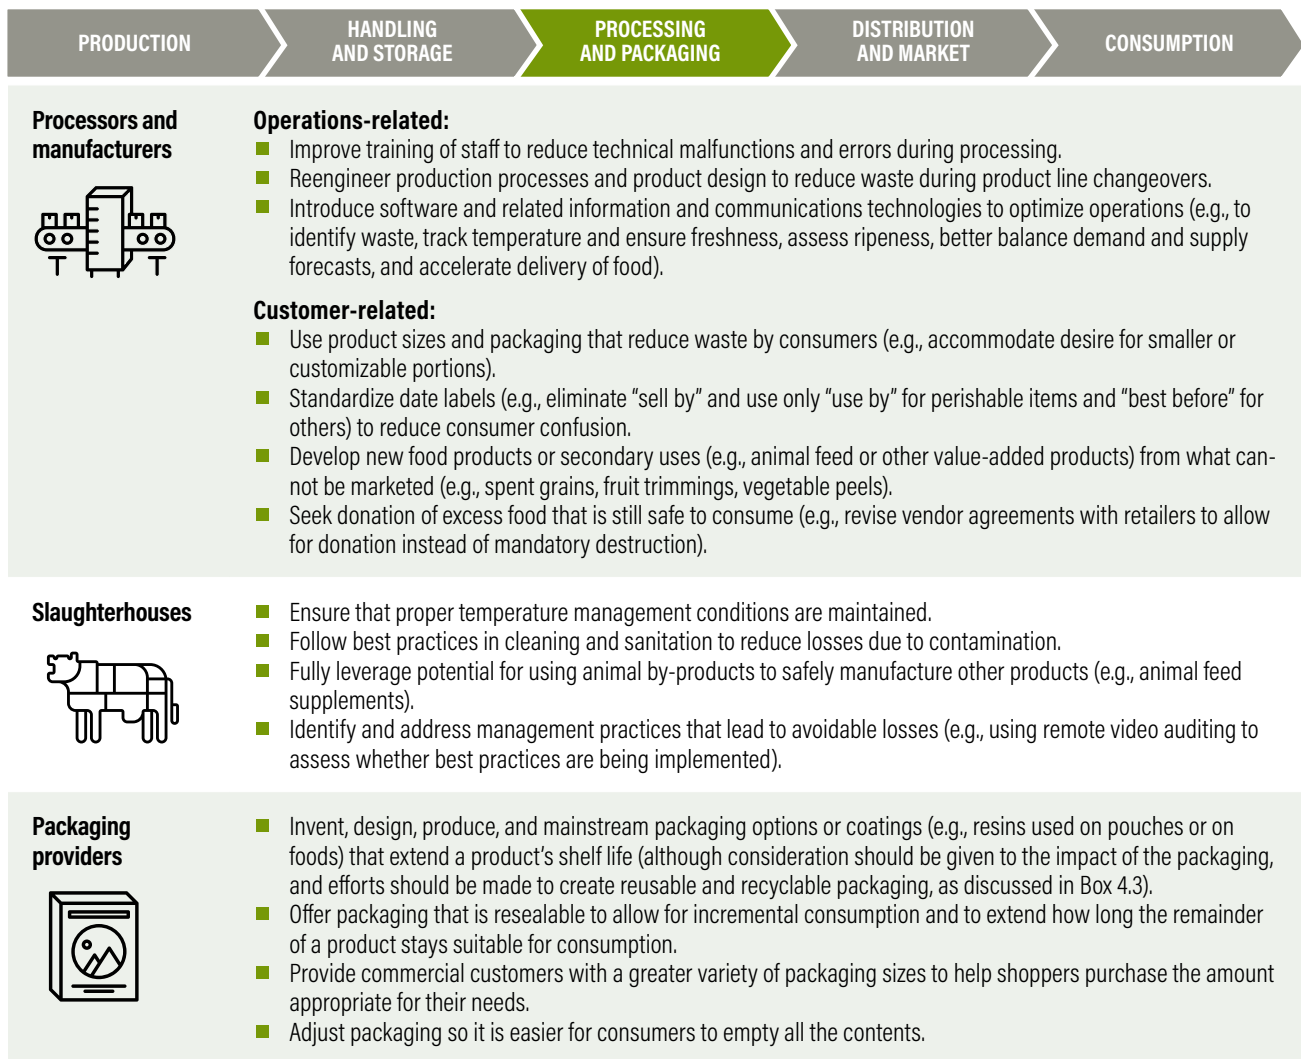 PRODUCTION
HANDLING
AND STORAGE
PROCESSING
AND PACKAGING
DISTRIBUTION
AND MARKET
CONSUMPTION
Processors and
manufacturers
Operations-related:
Improve training of staff to reduce technical malfunctions and errors during processing.
Reengineer production processes and product design to reduce waste during product line changeovers.
Introduce software and related information and communications technologies to optimize operations (e.g., to
identify waste, track temperature and ensure freshness, assess ripeness, better balance demand and supply
forecasts, and accelerate delivery of food).
Customer-related:
Use product sizes and packaging that reduce waste by consumers (e.g., accommodate desire for smaller or
customizable portions).
Standardize date labels (e.g., eliminate “sell by” and use only “use by” for perishable items and “best before” for
others) to reduce consumer confusion.
Develop new food products or secondary uses (e.g., animal feed or other value-added products) from what can-
not be marketed (e.g., spent grains, fruit trimmings, vegetable peels).
Seek donation of excess food that is still safe to consume (e.g., revise vendor agreements with retailers to allow
for donation instead of mandatory destruction).
Slaughterhouses
Ensure that proper temperature management conditions are maintained.
Follow best practices in cleaning and sanitation to reduce losses due to contamination.
Fully leverage potential for using animal by-products to safely manufacture other products (e.g., animal feed
supplements).
Identify and address management practices that lead to avoidable losses (e.g., using remote video auditing to
assess whether best practices are being implemented).
Packaging
providers
Invent, design, produce, and mainstream packaging options or coatings (e.g., resins used on pouches or on
foods) that extend a product’s shelf life (although consideration should be given to the impact of the packaging,
and efforts should be made to create reusable and recyclable packaging, as discussed in Box 4.3).
Offer packaging that is resealable to allow for incremental consumption and to extend how long the remainder
of a product stays suitable for consumption.
Provide commercial customers with a greater variety of packaging sizes to help shoppers purchase the amount
appropriate for their needs.
Adjust packaging so it is easier for consumers to empty all the contents.